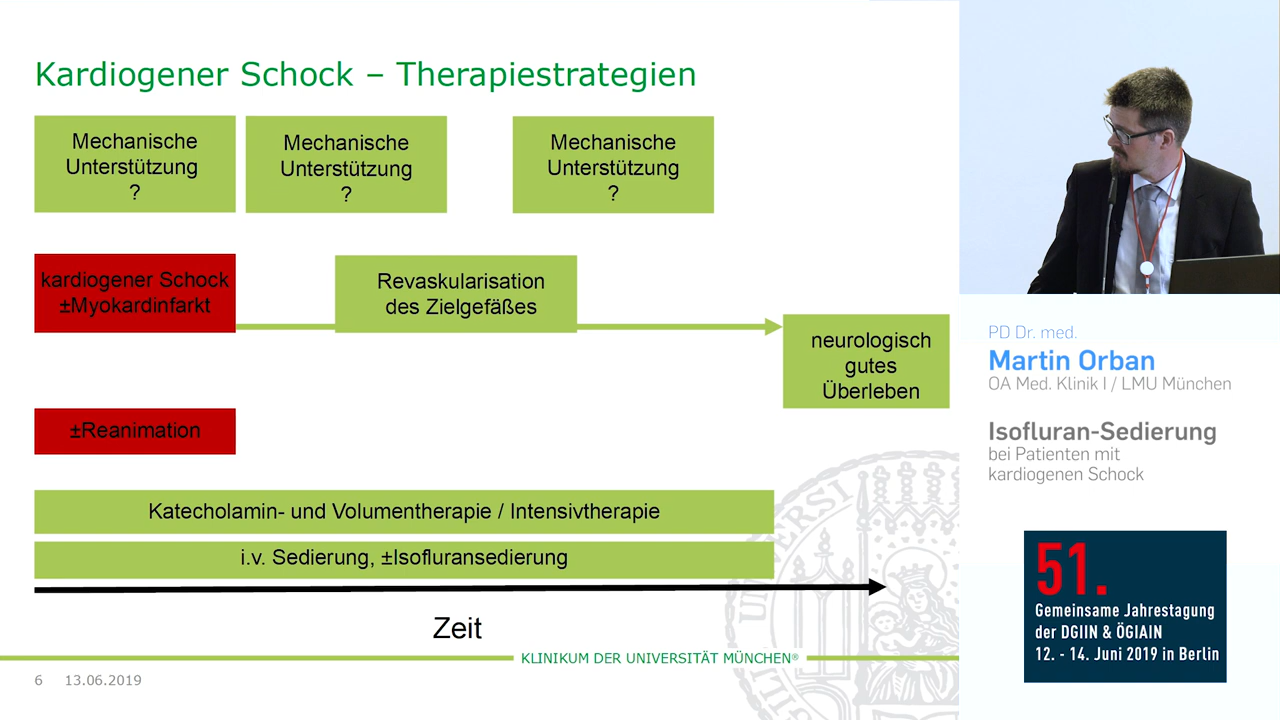 Kardiogener Schock – Therapiestrategien
Mechanische
Unterstützung
?
Mechanische
Unterstützung
?
Mechanische
Unterstützung
?
kardiogener Schock
±Myokardinfarkt
Revaskularisation
des Zielgefäßes
neurologisch
gutes
Überleben
±Reanimation
Katecholamin- und Volumentherapie / Intensivtherapie
i.v. Sedierung, ±Isofluransedierung
Zeit
KLINIKUM DER UNIVERSITÄT MÜNCHEN®
6 13.06.2019
PD Dr. med.
Martin Orban
OA Med. Klinik I / LMU München
Isofluran-Sedierung
bei Patienten mit
kardiogenen Schock
51.
Gemeinsame Jahrestagung
der DGIIN & ÖGIAIN
12. - 14. Juni 2019 in Berlin